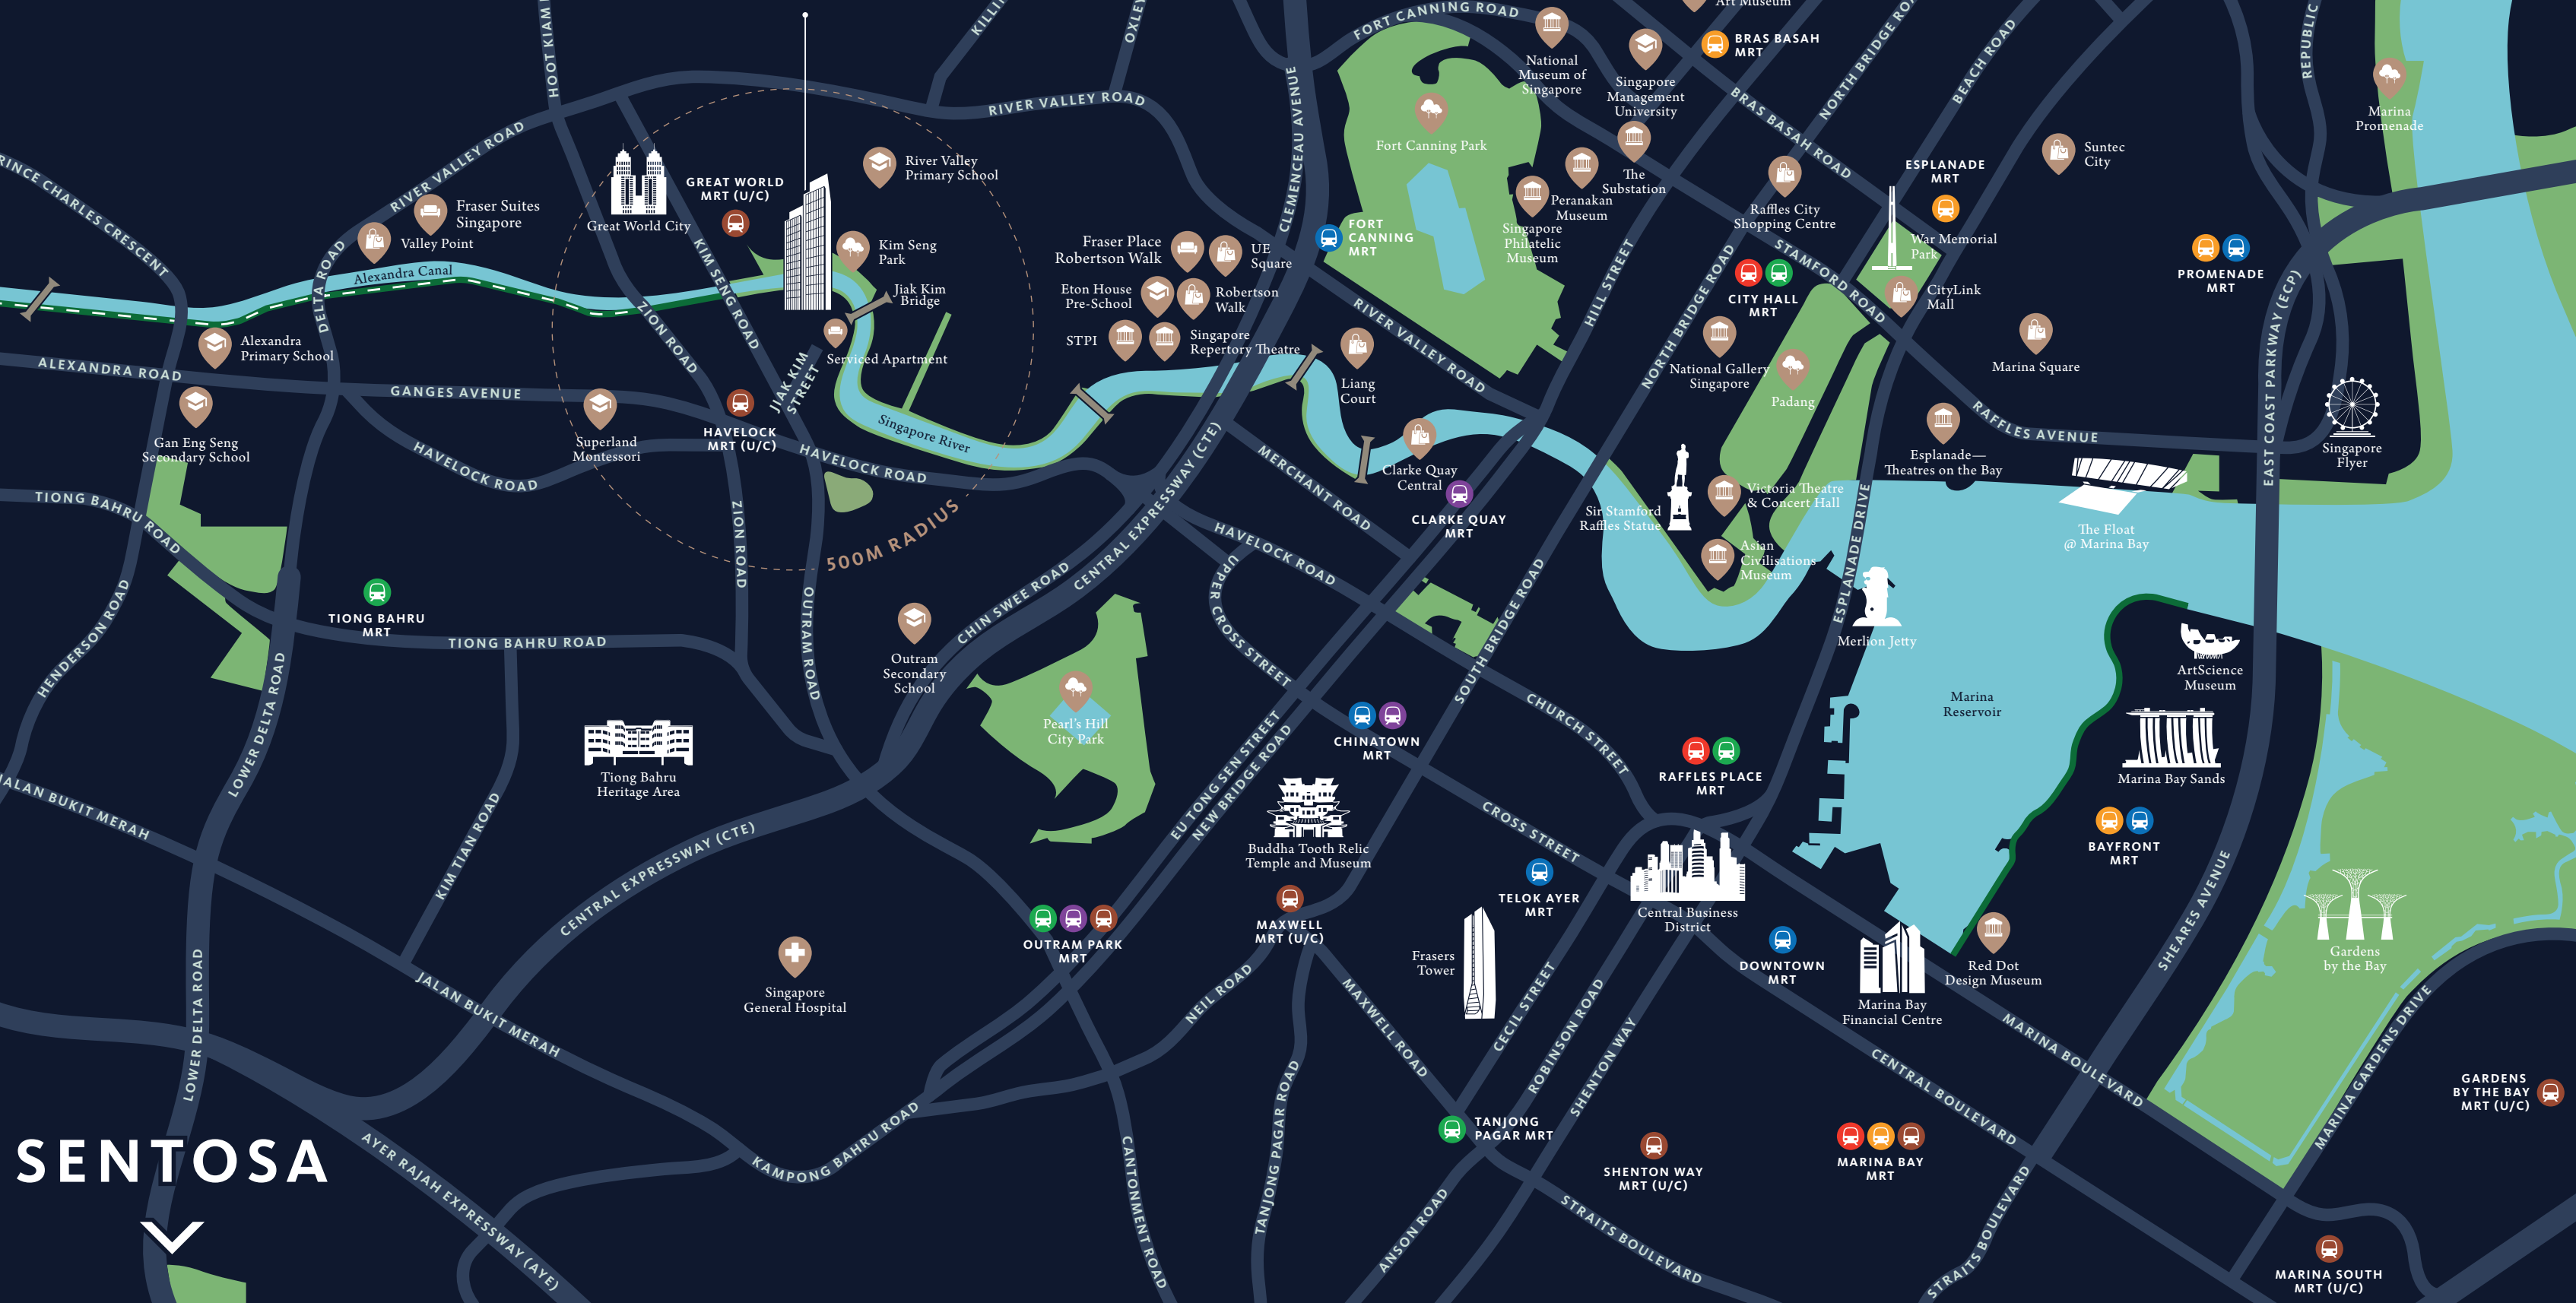 HOOT KIAM
KILLIN
OXLEY
FORT CANNING ROAD
Art Museum
BRAS BASAH
MRT
NORTH BRIDGE RO
BEACH ROAD
REPUBLIC
National
Museum of
Singapore
Singapore
Management
University
BRAS BASAH ROAD
Marina
Promenade
RIVER VALLEY ROAD
RIVER VALLEY ROAD
CLEMENCEAU AVENUE
Fort Canning Park
RINCE CHARLES CRESCENT
River Valley
Primary School
GREAT WORLD
MRT (U/C)
Great World City
Fraser Suites
Singapore
Valley Point
The
Substation
Peranakan
Museum
Singapore
Philatelic
Museum
ESPLANADE
MRT
Suntec
City
Raffles City
Shopping Centre
War Memorial
Park
FORT
CANNING
MRT
Kim Seng
Park
Fraser Place
Robertson Walk
UE
Square
DELTA ROAD
Alexandra Canal
KIM SENG ROAD
ZION ROAD
Jiak Kim
Bridge
Eton House
Pre-School
Robertson
Walk
HILL STREET
NORTH BRIDGE ROAD
STAMFORD ROAD
CITY HALL
MRT
CityLink
Mall
PROMENADE
MRT
EAST COAST PARKWAY (ECP)
Alexandra
Primary School
Serviced Apartment
STPI
Singapore
Repertory Theatre
RIVER VALLEY ROAD
Liang
Court
National Gallery
Singapore
Padang
Marina Square
ALEXANDRA ROAD
GANGES AVENUE
JIAK KIM
STREET
RAFFLES AVENUE
Gan Eng Seng
Secondary School
HAVELOCK ROAD
Superland
Montessori
HAVELOCK
MRT (U/C)
HAVELOCK ROAD
Singapore River
MERCHANT ROAD
Clarke Quay
Central
CLARKE QUAY
MRT
Esplanade—
Theatres on the Bay
Singapore
Flyer
TIONG BAHRU ROAD
ZION ROAD
500M RADIUS
CENTRAL EXPRESSWAY (CTE)
HAVELOCK ROAD
Sir Stamford
Raffles Statue
Victoria Theatre
& Concert Hall
Asian
Civilisations
Museum
ESPLANADE DRIVE
The Float
@ Marina Bay
TIONG BAHRU
MRT
HENDERSON ROAD
TIONG BAHRU ROAD
OUTRAM ROAD
CHIN SWEE ROAD
UPPER CROSS STREET
SOUTH BRIDGE ROAD
Merlion Jetty
Outram
Secondary
School
LOWER DELTA ROAD
Pearl's Hill
City Park
CHINATOWN
MRT
CHURCH STREET
Marina
Reservoir
ArtScience
Museum
Tiong Bahru
Heritage Area
EU TONG SEN STREET
NEW BRIDGE ROAD
RAFFLES PLACE
MRT
Marina Bay Sands
JALAN BUKIT MERAH
KIM TIAN ROAD
CENTRAL EXPRESSWAY (CTE)
Buddha Tooth Relic
Temple and Museum
CROSS STREET
BAYFRONT
MRT
TELOK AYER
MRT
Central Business
District
SHEARES AVENUE
MAXWELL
MRT (U/C)
OUTRAM PARK
MRT
Frasers
Tower
DOWNTOWN
MRT
Red Dot
Design Museum
Gardens
by the Bay
LOWER DELTA ROAD
JALAN BUKIT MERAH
Singapore
General Hospital
NEIL ROAD
MAXWELL ROAD
CECIL STREET
ROBINSON ROAD
SHENTON WAY
Marina Bay
Financial Centre
MARINA BOULEVARD
CENTRAL BOULEVARD
MARINA GARDENS DRIVE
GARDENS
BY THE BAY
MRT (U/C)
SENTOSA
AYER RAJAH EXPRESSWAY (AYE)
KAMPONG BAHRU ROAD
CANTONMENT ROAD
TANJONG PAGAR ROAD
TANJONG
PAGAR MRT
ANSON ROAD
SHENTON WAY
MRT (U/C)
MARINA BAY
MRT
STRAITS BOULEVARD
STRAITS BOULEVARD
MARINA SOUTH
MRT (U/C)